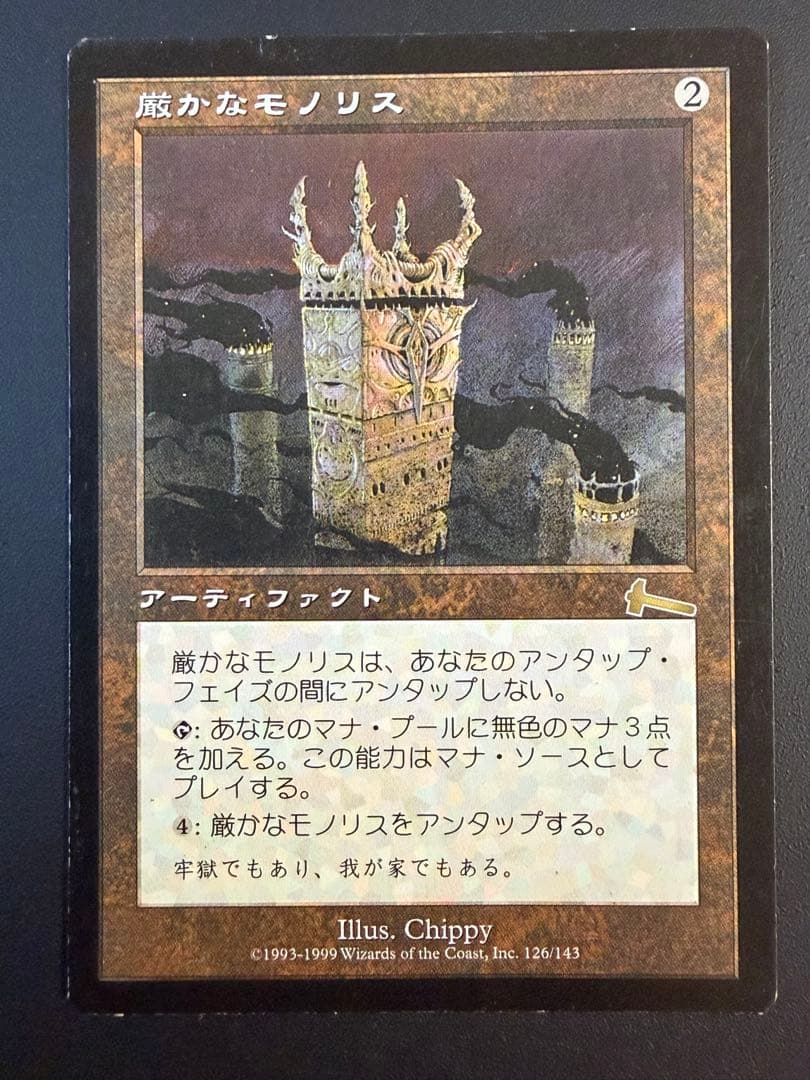 厳かなモノリス
2
アーティファクト
厳かなモノリスは、あなたのアンタップ・
フェイズの間にアンタップしない。
: あなたのマナ・プールに無色のマナ３点
を加える。この能力はマナ・ソースとして
プレイする。
4: 厳かなモノリスをアンタップする。
牢獄でもあり、我が家でもある。
Illus. Chippy
©1993-1999 Wizards of the Coast, Inc. 126/143